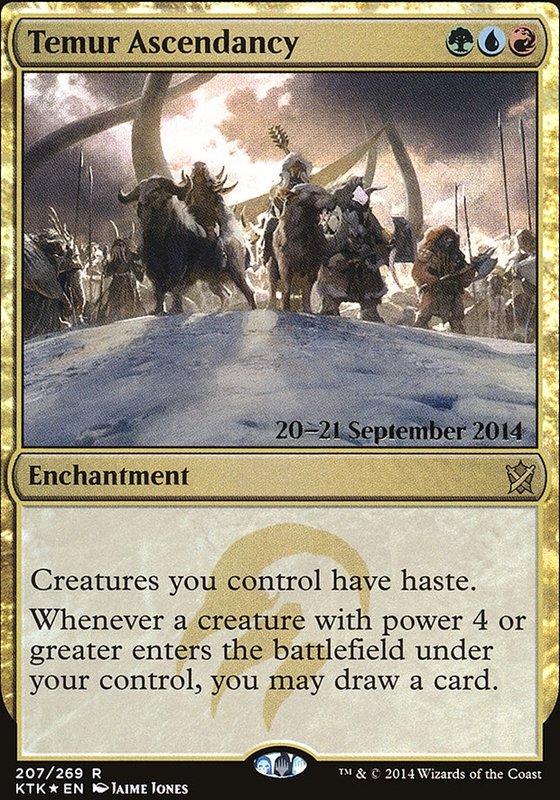 Temur Ascendancy
20–21 September 2014
Enchantment
Creatures you control have haste.
Whenever a creature with power 4 or
greater enters the battlefield under
your control, you may draw a card.
207/269 R
KTK★EN JAIME JONES
™ & © 2014 Wizards of the Coast